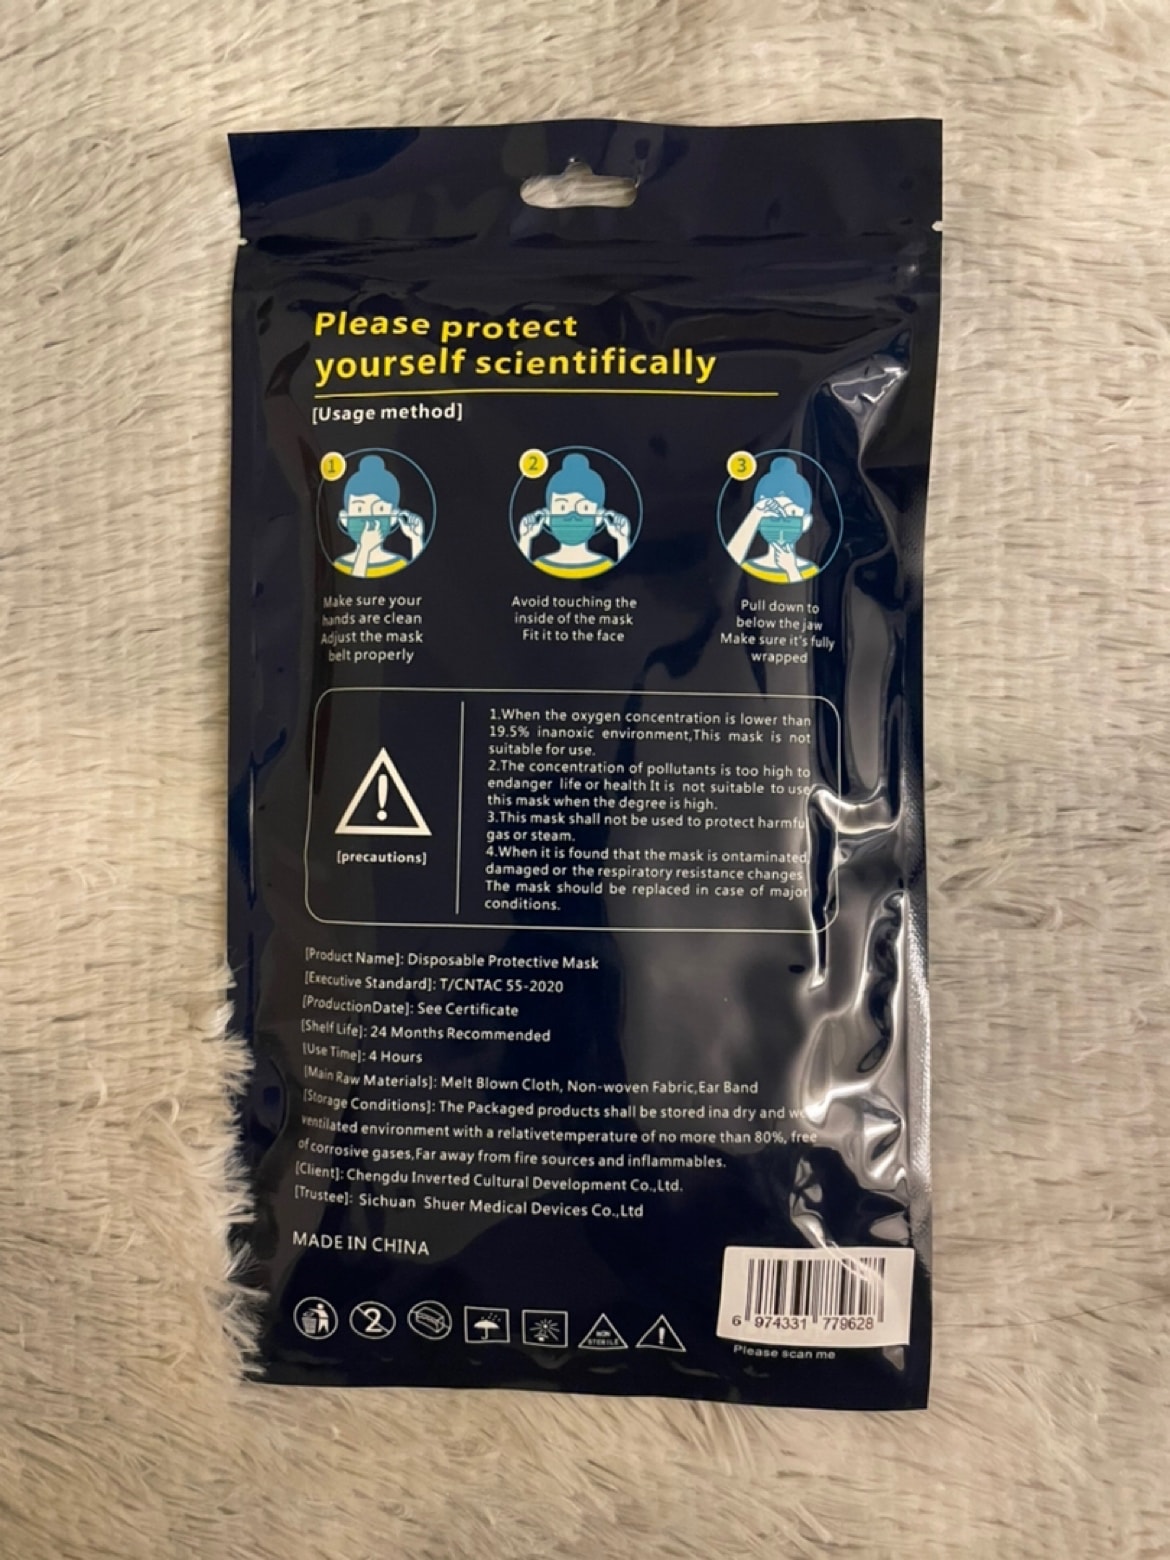 Please protect
yourself scientifically
[Usage method]
1
Make sure your
hands are clean
Adjust the mask
belt properly
2
Avoid touching the
inside of the mask
Fit it to the face
3
Pull down to
below the jaw
Make sure it's fully
wrapped
[precautions]
1.When the oxygen concentration is lower than
19.5% inanoxic environment,This mask is not
suitable for use.
2.The concentration of pollutants is too high to
endanger life or health It is not suitable to use
this mask when the degree is high.
3.This mask shall not be used to protect harmful
gas or steam.
4.When it is found that the mask is ontaminated
damaged or the respiratory resistance changes
The mask should be replaced in case of major
conditions.
[Product Name]: Disposable Protective Mask
[Executive Standard]: T/CNTAC 55-2020
[ProductionDate]: See Certificate
[Shelf Life]: 24 Months Recommended
[Use Time]: 4 Hours
[Main Raw Materials]: Melt Blown Cloth, Non-woven Fabric,Ear Band
[Storage Conditions]: The Packaged products shall be stored ina dry and
ventilated environment with a relativetemperature of no more than 80%, free
of corrosive gases,Far away from fire sources and inflammables.
[Client]: Chengdu Inverted Cultural Development Co.,Ltd.
[Trustee]: Sichuan Shuer Medical Devices Co.,Ltd
MADE IN CHINA
2
NON
STERILE
6 974331 779628
Please scan me